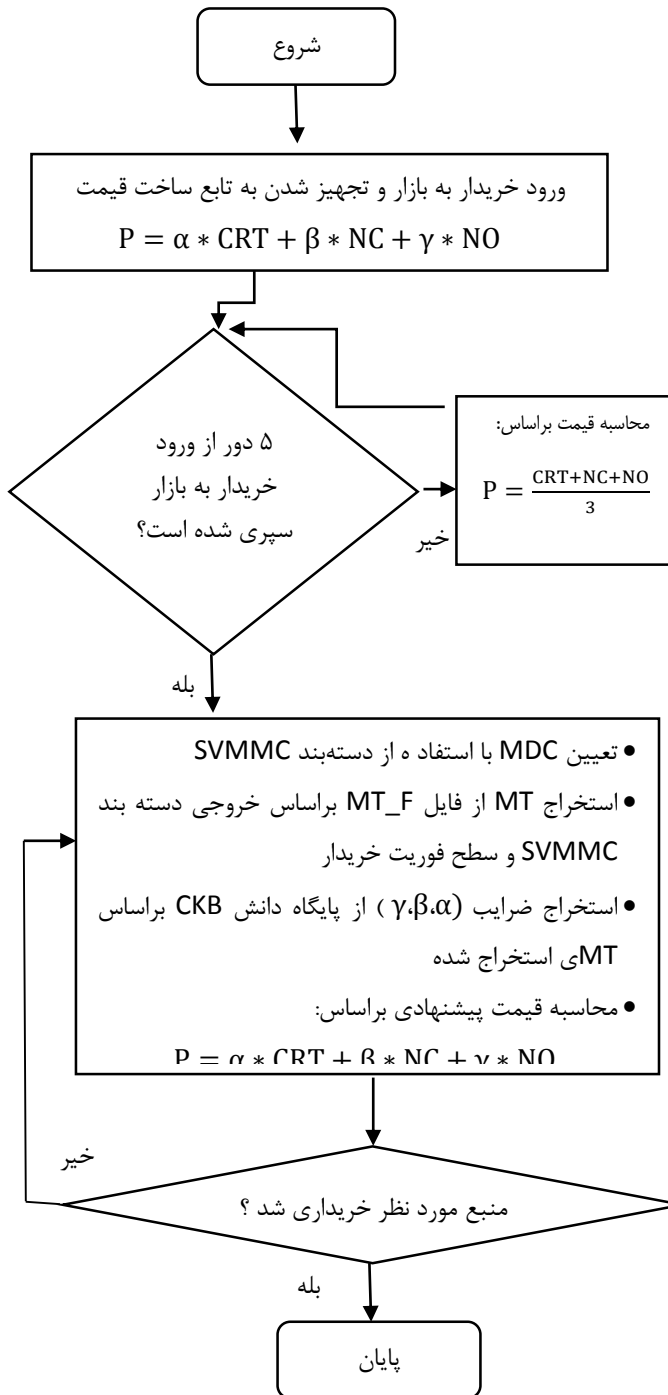 شروع
ورود خریدار به بازار و تجهیز شدن به تابع ساخت قیمت
P = α * CRT + β * NC + γ * NO
۵ دور از ورود
خریدار به بازار
سپری شده است؟
محاسبه قیمت براساس:
P = (CRT+NC+NO)/3
خیر
بله
• تعیین MDC با استفاد ه از دسته‌بند SVMMC
• استخراج MT از فایل MT_F براساس خروجی دسته بند
SVMMC و سطح فوریت خریدار
• استخراج ضرایب (γ،β،α ) از پایگاه دانش CKB براساس
MTی استخراج شده
• محاسبه قیمت پیشنهادی براساس:
P = α * CRT + β * NC + γ * NO
خیر
منبع مورد نظر خریداری شد ؟
بله
پایان